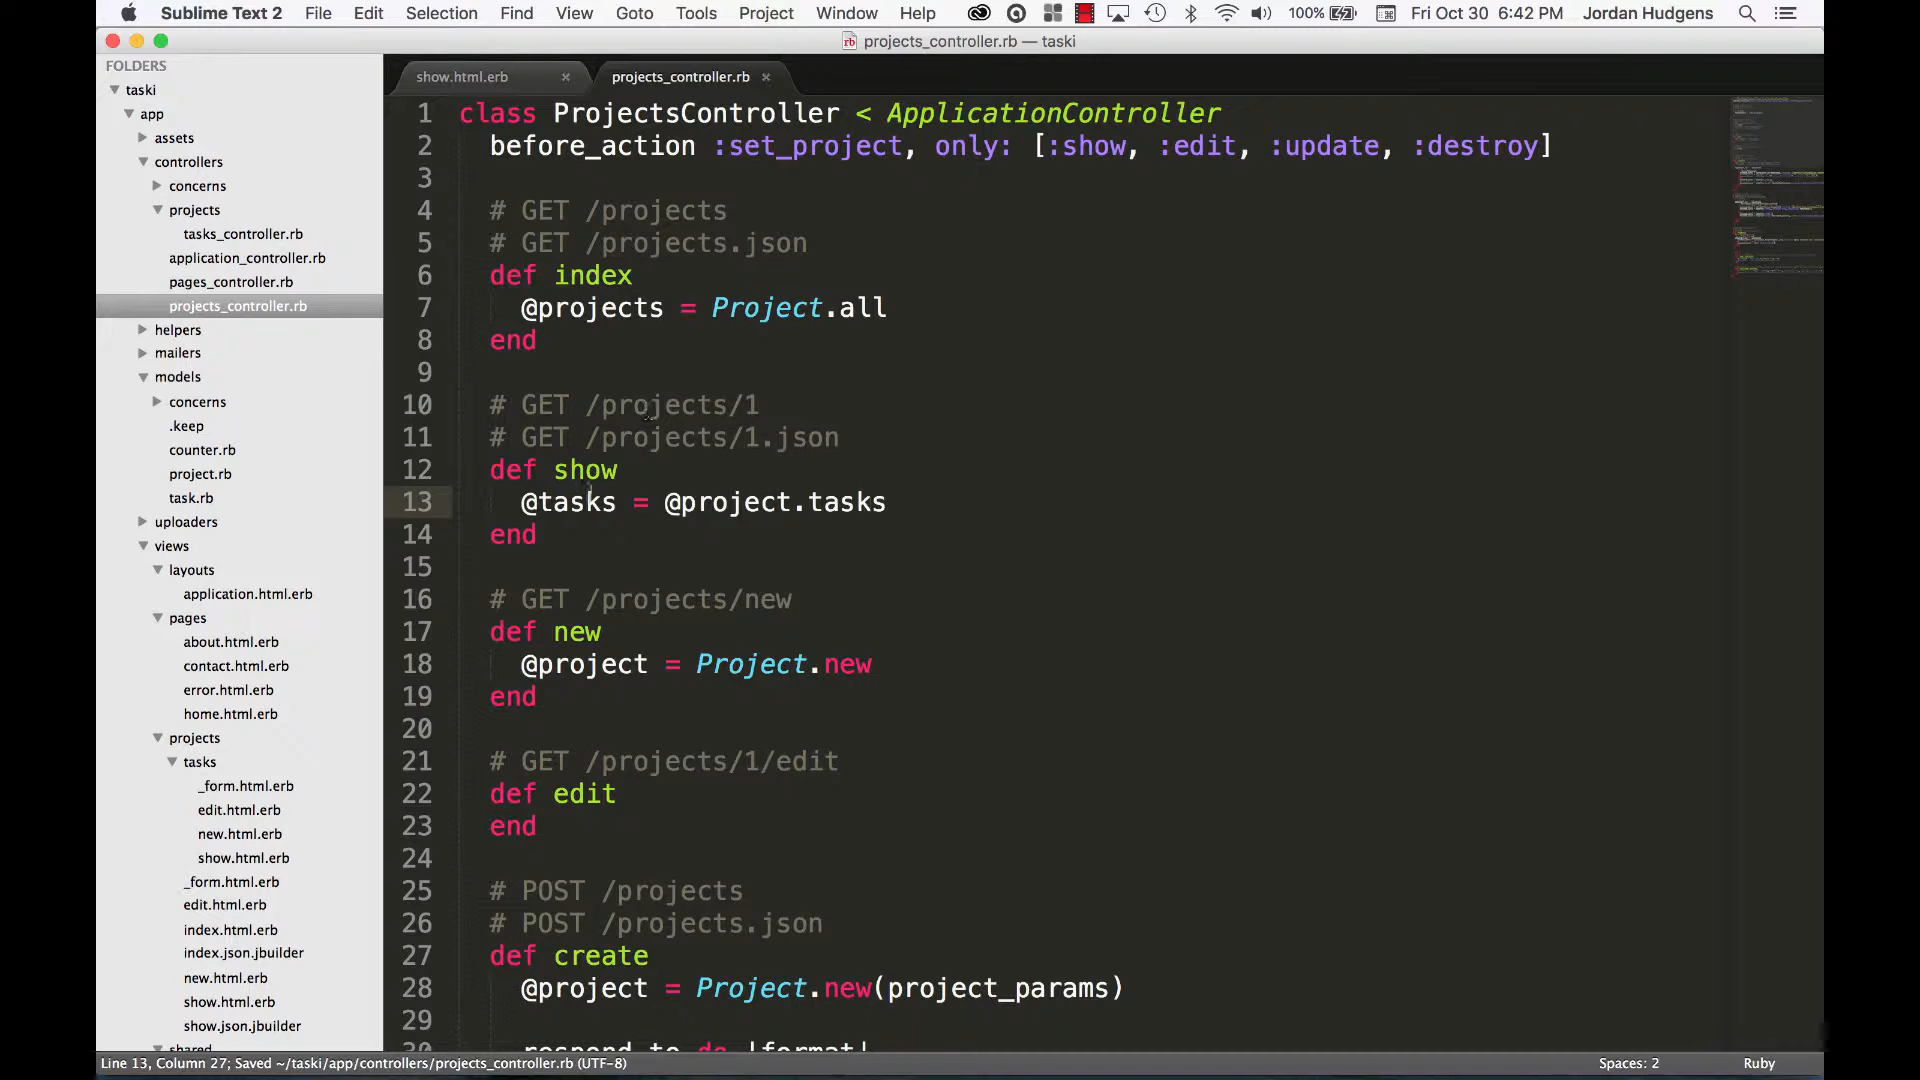 Sublime Text 2 File Edit Selection Find View Goto Tools Project Window Help 100% Fri Oct 30 6:42 PM Jordan Hudgens
projects_controller.rb — taski
FOLDERS
taski
app
assets
controllers
concerns
projects
tasks_controller.rb
application_controller.rb
pages_controller.rb
projects_controller.rb
helpers
mailers
models
concerns
.keep
counter.rb
project.rb
task.rb
uploaders
views
layouts
application.html.erb
pages
about.html.erb
contact.html.erb
error.html.erb
home.html.erb
projects
tasks
_form.html.erb
edit.html.erb
new.html.erb
show.html.erb
_form.html.erb
edit.html.erb
index.html.erb
index.json.jbuilder
new.html.erb
show.html.erb
show.json.jbuilder
shared
show.html.erb projects_controller.rb
1 class ProjectsController < ApplicationController
2 before_action :set_project, only: [:show, :edit, :update, :destroy]
3
4 # GET /projects
5 # GET /projects.json
6 def index
7 @projects = Project.all
8 end
9
10 # GET /projects/1
11 # GET /projects/1.json
12 def show
13 @tasks = @project.tasks
14 end
15
16 # GET /projects/new
17 def new
18 @project = Project.new
19 end
20
21 # GET /projects/1/edit
22 def edit
23 end
24
25 # POST /projects
26 # POST /projects.json
27 def create
28 @project = Project.new(project_params)
29
30 respond_to do |format|
Line 13, Column 27; Saved ~/taski/app/controllers/projects_controller.rb (UTF-8) Spaces: 2 Ruby